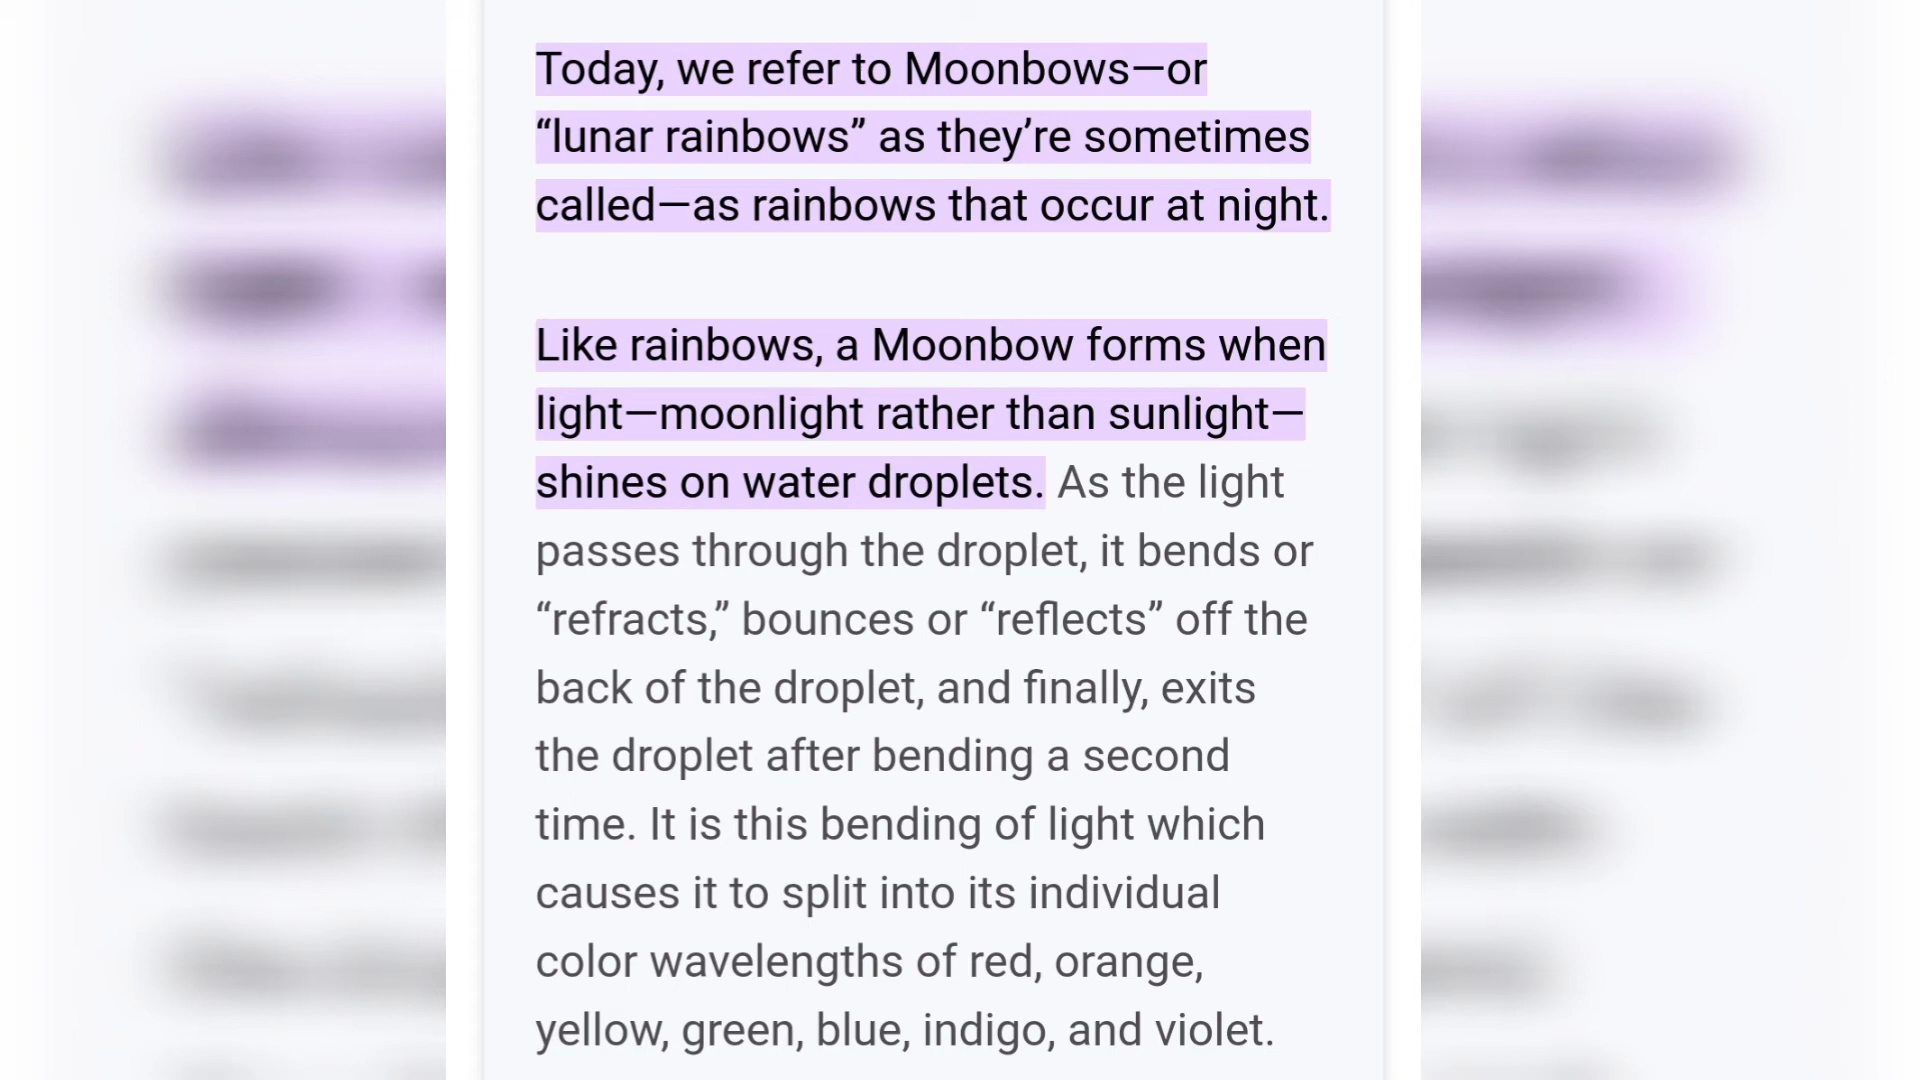 Today, we refer to Moonbows—or
“lunar rainbows” as they’re sometimes
called—as rainbows that occur at night.
Like rainbows, a Moonbow forms when
light—moonlight rather than sunlight—
shines on water droplets. As the light
passes through the droplet, it bends or
“refracts,” bounces or “reflects” off the
back of the droplet, and finally, exits
the droplet after bending a second
time. It is this bending of light which
causes it to split into its individual
color wavelengths of red, orange,
yellow, green, blue, indigo, and violet.